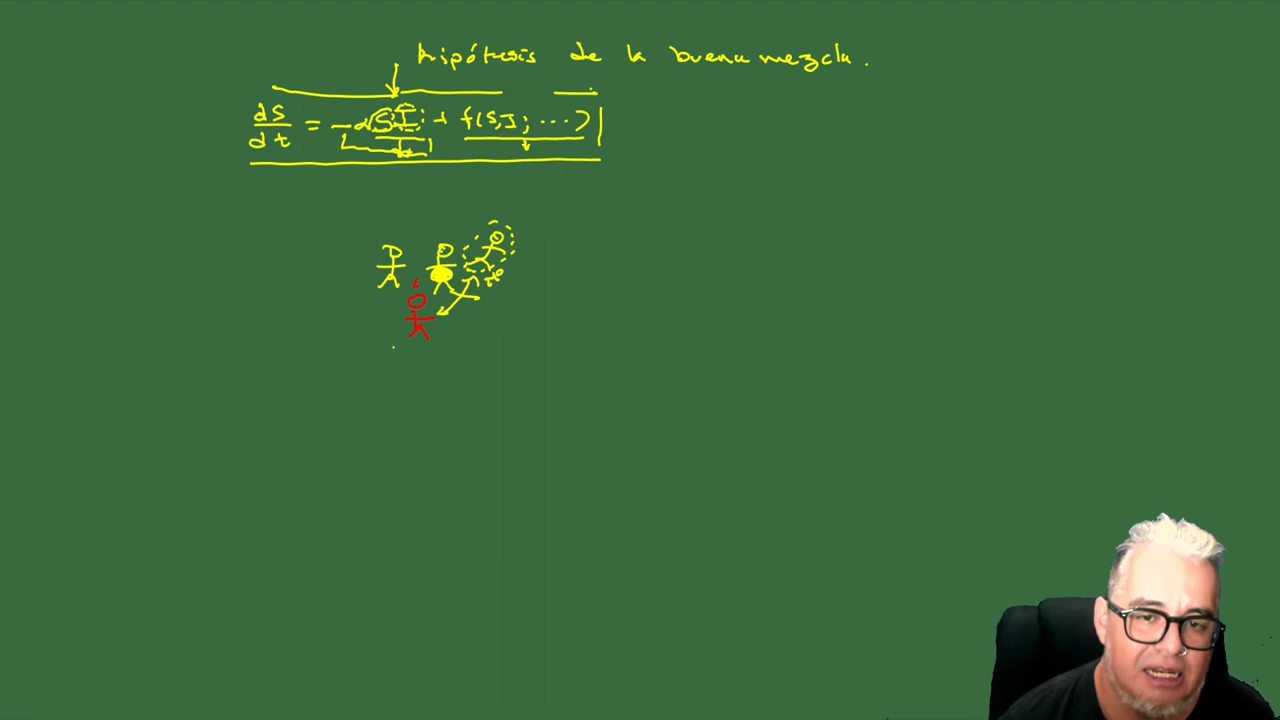 hipótesis de la buena mezcla.
dS/dt = -αSI + f(S,I; ...)